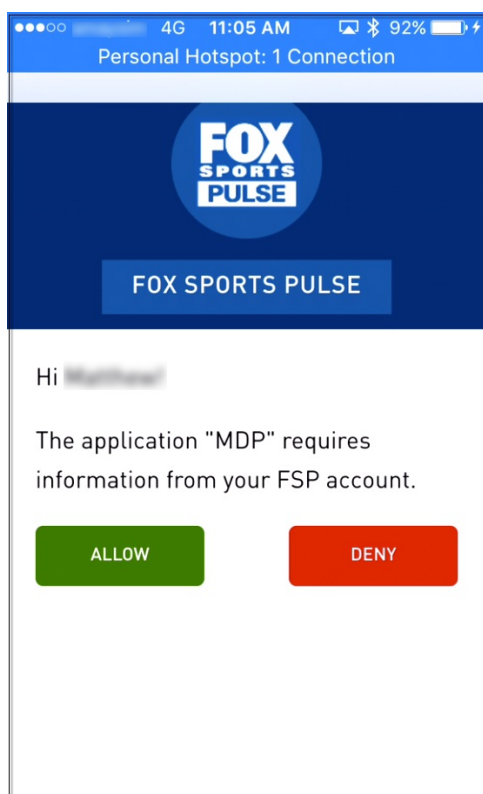 4G 11:05 AM 92%
Personal Hotspot: 1 Connection
FOX
SPORTS
PULSE
FOX SPORTS PULSE
Hi
The application "MDP" requires
information from your FSP account.
ALLOW DENY